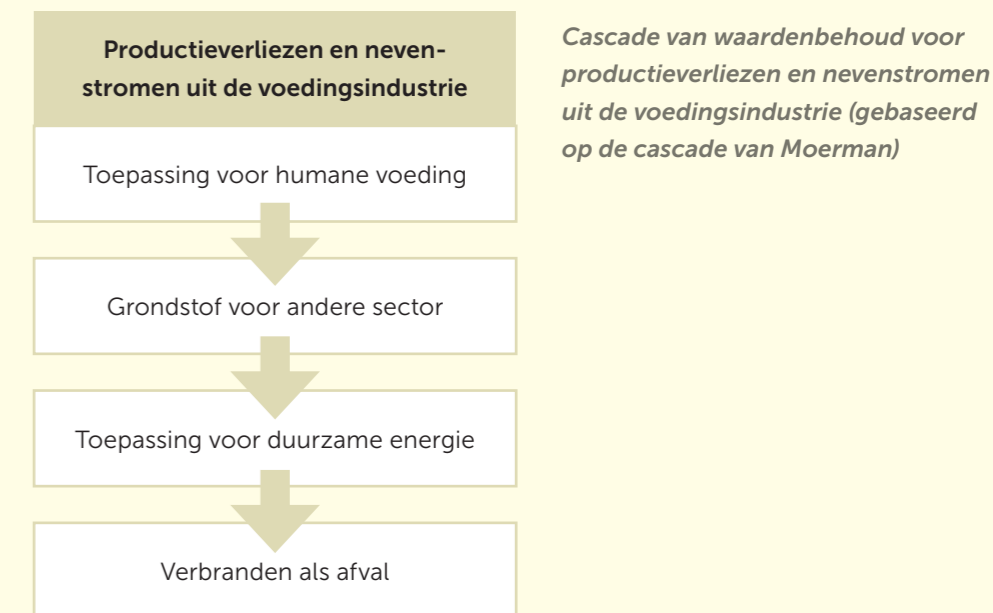 Productieverliezen en neven-
stromen uit de voedingsindustrie
Toepassing voor humane voeding
Grondstof voor andere sector
Toepassing voor duurzame energie
Verbranden als afval
Cascade van waardenbehoud voor
productieverliezen en nevenstromen
uit de voedingsindustrie (gebaseerd
op de cascade van Moerman)